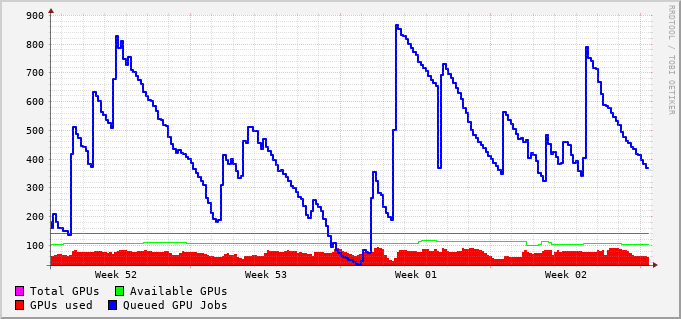 900
800
700
600
500
400
300
200
100
Week 52 Week 53 Week 01 Week 02
Total GPUs Available GPUs
GPUs used Queued GPU Jobs
RRDTOOL / TOBI OETIKER